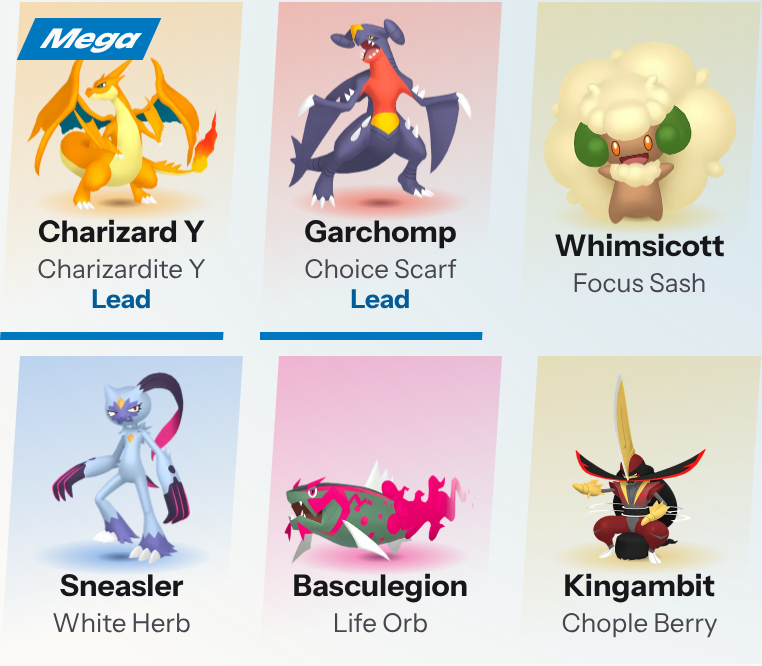 Mega
Charizard Y
Charizardite Y
Lead
Garchomp
Choice Scarf
Lead
Whimsicott
Focus Sash
Sneasler
White Herb
Basculegion
Life Orb
Kingambit
Chople Berry